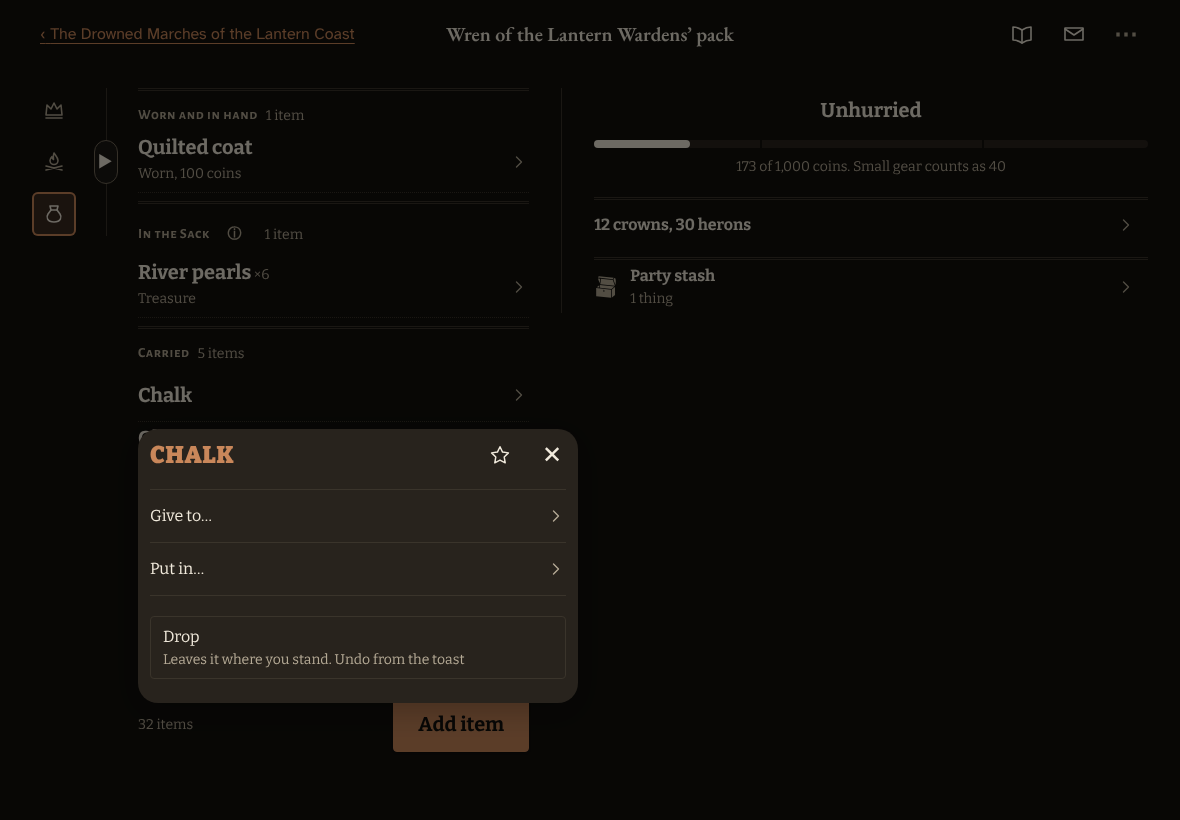 ‹ The Drowned Marches of the Lantern Coast
Wren of the Lantern Wardens’ pack
Worn and in hand 1 item
Quilted coat
Worn, 100 coins
In the Sack 1 item
River pearls ×6
Treasure
Carried 5 items
Chalk
CHALK
Give to...
Put in...
Drop
Leaves it where you stand. Undo from the toast
32 items
Add item
Unhurried
173 of 1,000 coins. Small gear counts as 40
12 crowns, 30 herons
Party stash
1 thing